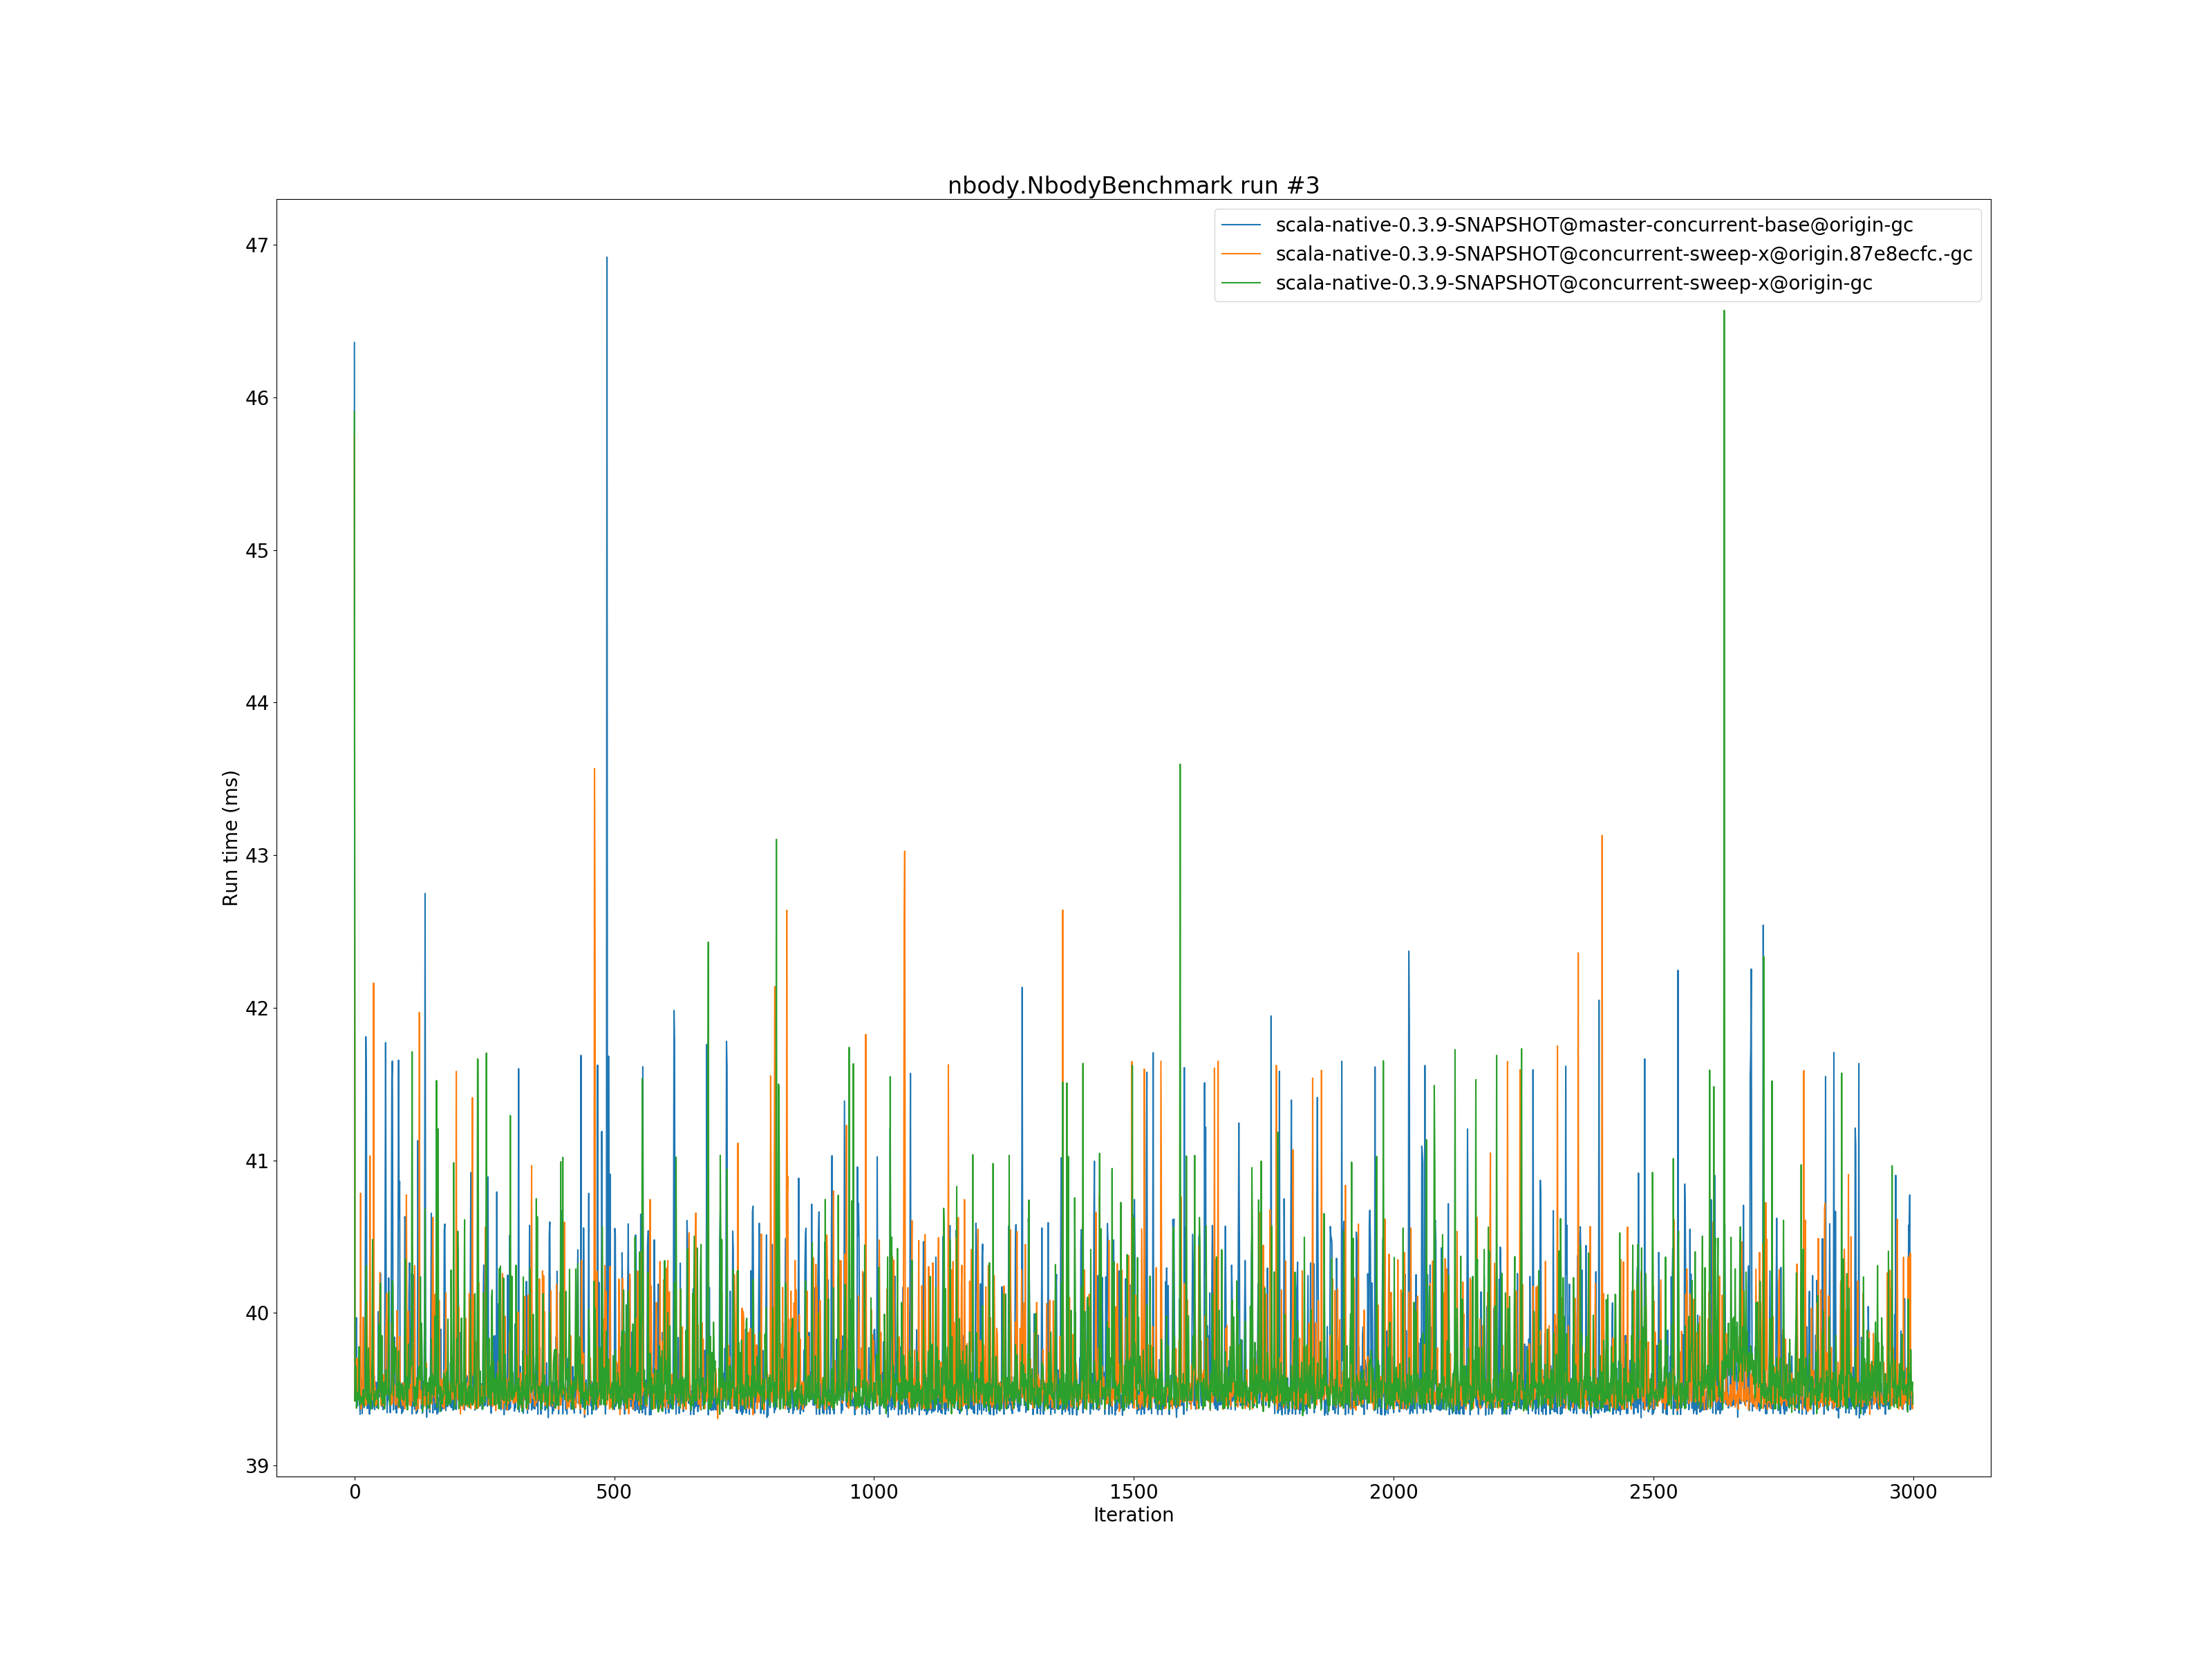 nbody.NbodyBenchmark run #3
scala-native-0.3.9-SNAPSHOT@master-concurrent-base@origin-gc
scala-native-0.3.9-SNAPSHOT@concurrent-sweep-x@origin.87e8ecfc.-gc
scala-native-0.3.9-SNAPSHOT@concurrent-sweep-x@origin-gc
47
46
45
44
43
42
41
40
39
Run time (ms)
0 500 1000 1500 2000 2500 3000
Iteration